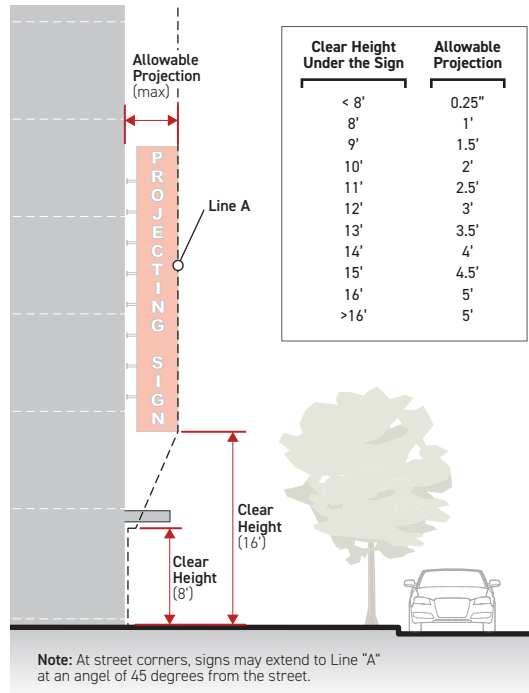 Allowable
Projection
(max)
PROJECTING SIGN
Line A
Clear Height
Under the Sign
Allowable
Projection
< 8' 0.25”
8' 1'
9' 1.5'
10' 2'
11' 2.5'
12' 3'
13' 3.5'
14' 4'
15' 4.5'
16' 5'
>16' 5'
Clear
Height
(16')
Clear
Height
(8')
Note: At street corners, signs may extend to Line “A”
at an angel of 45 degrees from the street.